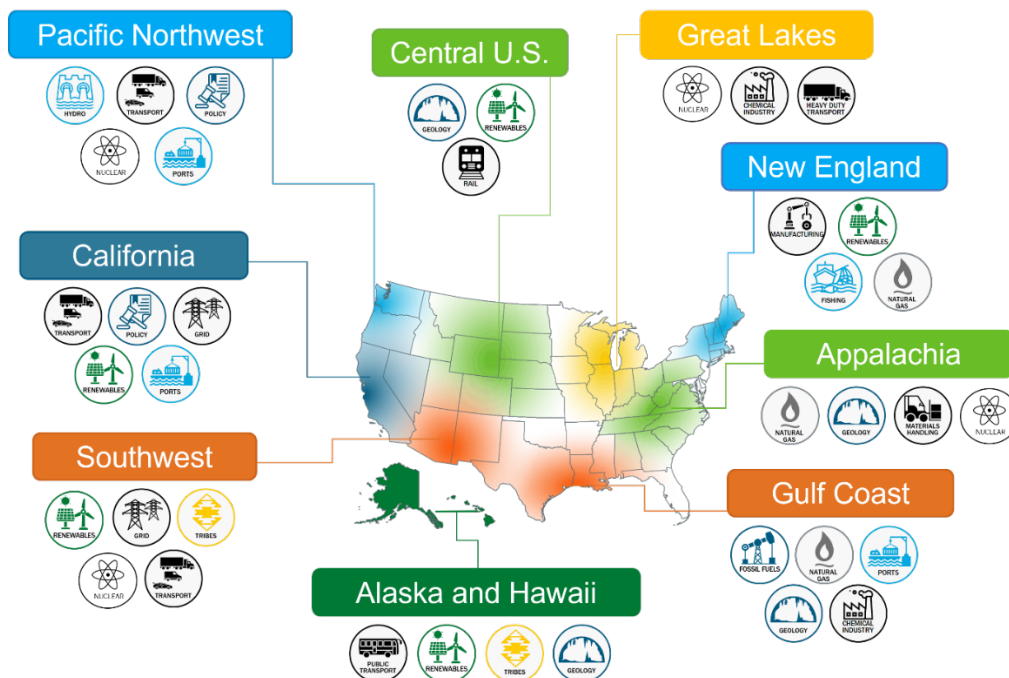 Pacific Northwest
HYDRO
TRANSPORT
POLICY
NUCLEAR
PORTS
Central U.S.
GEOLOGY
RENEWABLES
RAIL
Great Lakes
NUCLEAR
CHEMICAL
INDUSTRY
HEAVY DUTY
TRANSPORT
New England
MANUFACTURING
RENEWABLES
FISHING
NATURAL
GAS
California
TRANSPORT
POLICY
GRID
RENEWABLES
PORTS
Appalachia
NATURAL
GAS
GEOLOGY
MATERIALS
HANDLING
NUCLEAR
Southwest
RENEWABLES
GRID
TRIBES
NUCLEAR
TRANSPORT
Gulf Coast
FOSSIL FUELS
NATURAL
GAS
PORTS
GEOLOGY
CHEMICAL
INDUSTRY
Alaska and Hawaii
PUBLIC
TRANSPORT
RENEWABLES
TRIBES
GEOLOGY